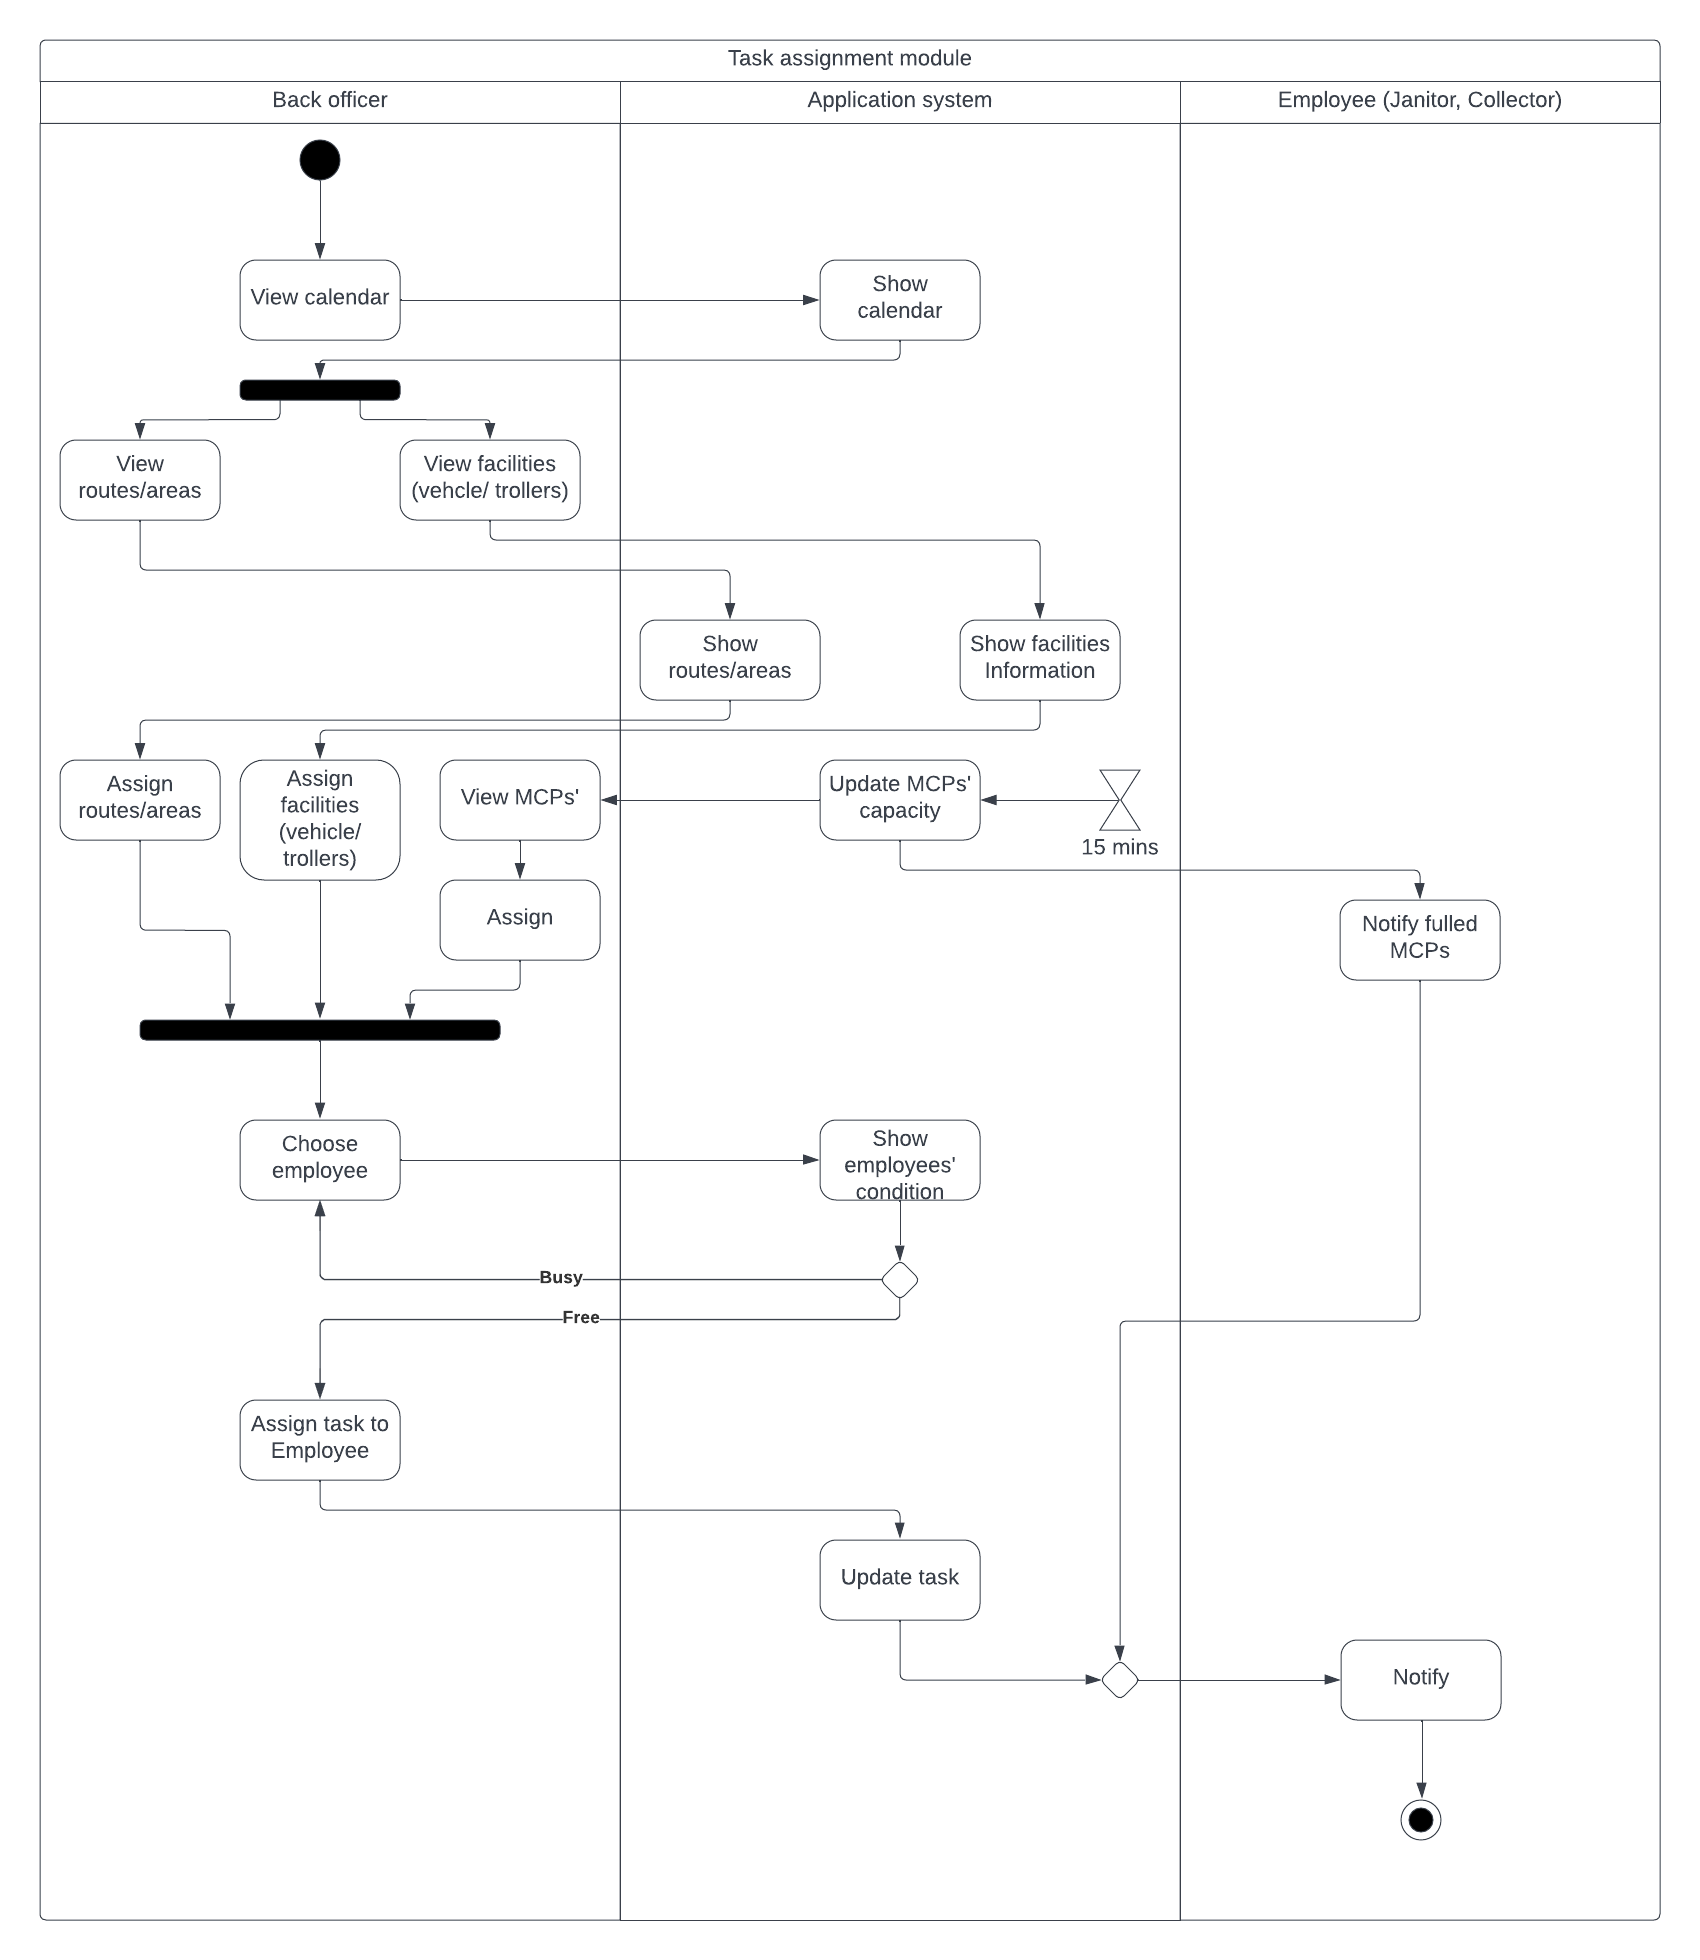 Task assignment module
Back officer
Application system
Employee (Janitor, Collector)
View calendar
Show
calendar
View
routes/areas
View facilities
(vehcle/ trollers)
Show
routes/areas
Show facilities
Information
Assign
routes/areas
Assign
facilities
(vehicle/
trollers)
View MCPs'
Update MCPs'
capacity
15 mins
Assign
Notify fulled
MCPs
Choose
employee
Show
employees'
condition
Busy
Free
Assign task to
Employee
Update task
Notify